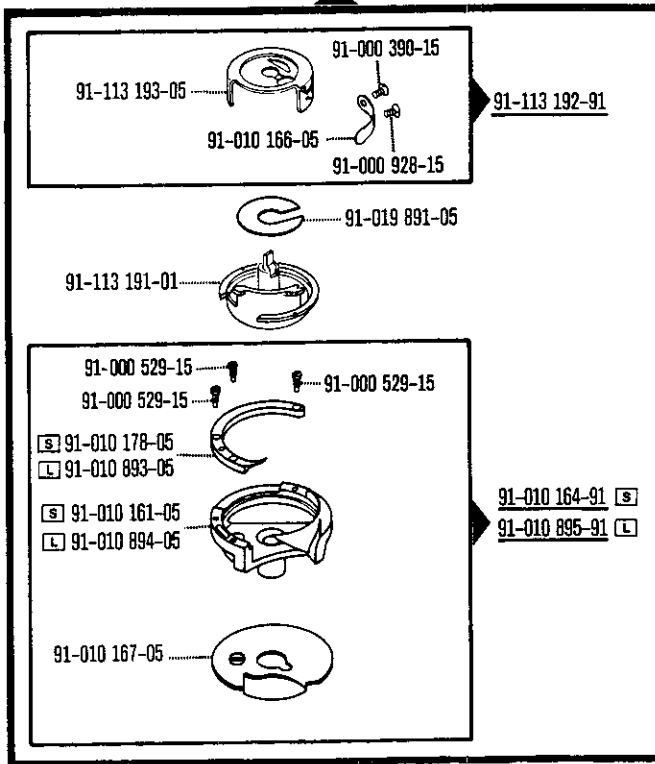 91-000 390-15
91-113 193-05
91-113 192-91
91-010 166-05
91-000 928-15
91-019 891-05
91-113 191-01
91-000 529-15
91-000 529-15
91-000 529-15
S 91-010 178-05
L 91-010 893-05
91-010 164-91 S
S 91-010 161-05
91-010 895-91 L
L 91-010 894-05
91-010 167-05